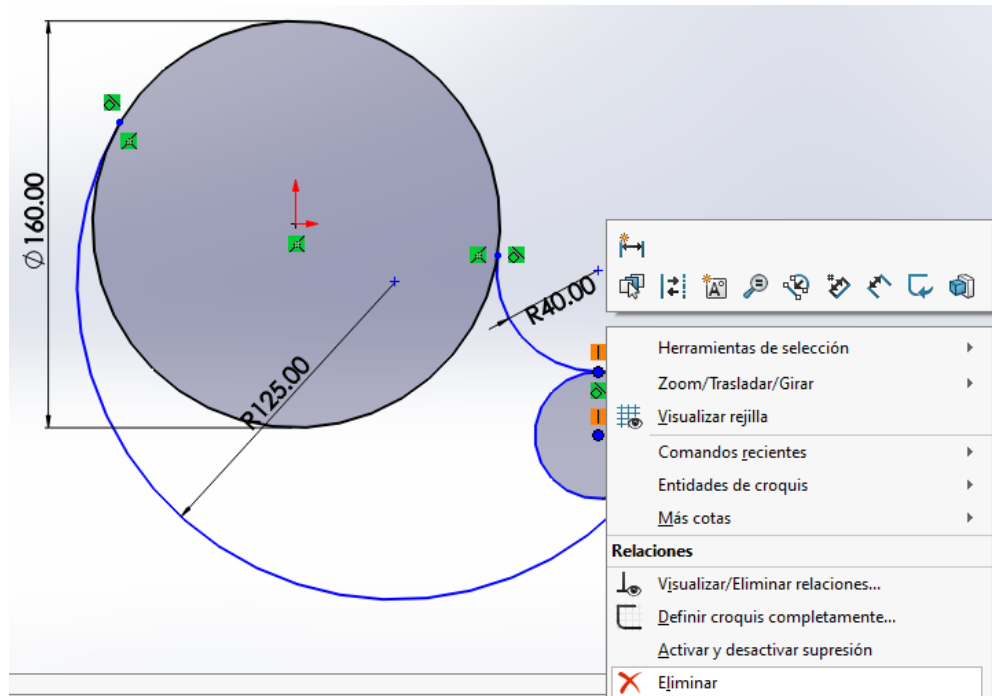 Ø160.00
R125.00
R40.00
Herramientas de selección
Zoom/Trasladar/Girar
Visualizar rejilla
Comandos recientes
Entidades de croquis
Más cotas
Relaciones
Visualizar/Eliminar relaciones...
Definir croquis completamente...
Activar y desactivar supresión
Eliminar